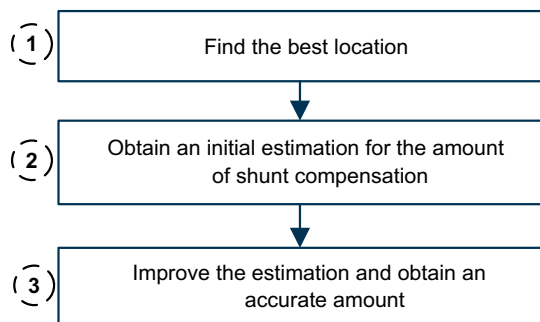 1
Find the best location
2
Obtain an initial estimation for the amount
of shunt compensation
3
Improve the estimation and obtain an
accurate amount